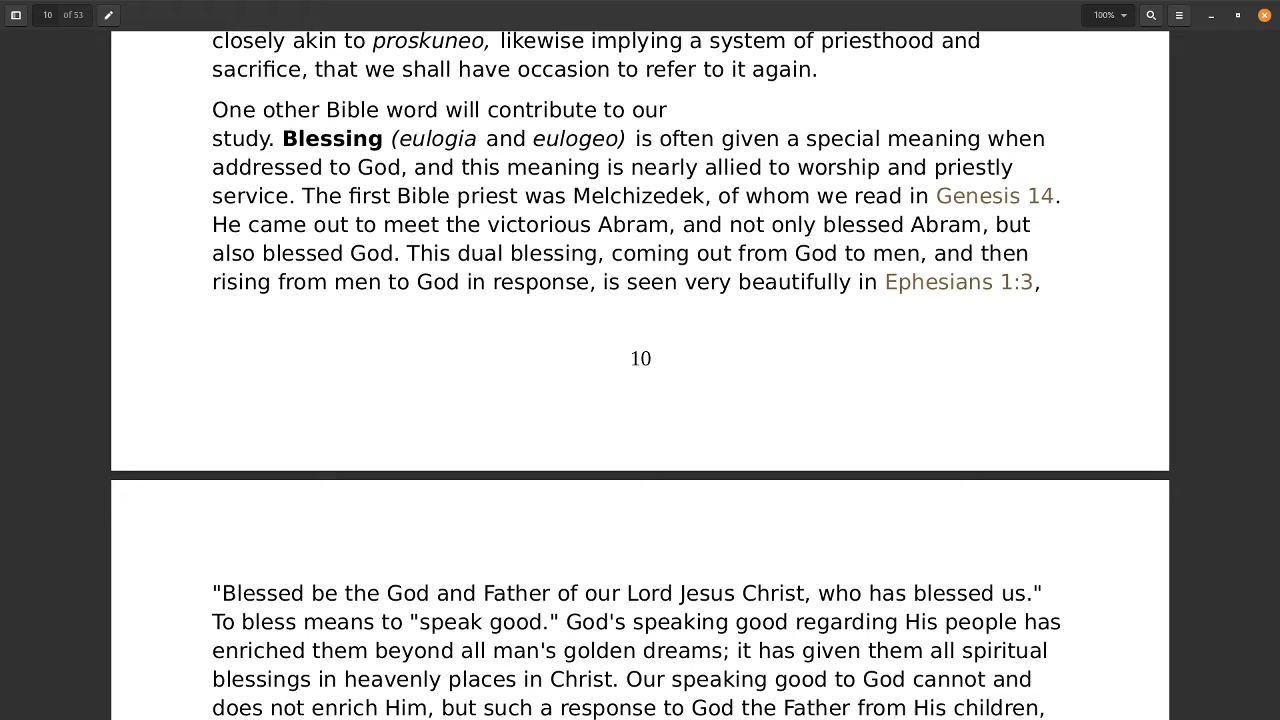 10 of 53
100%
closely akin to proskuneo, likewise implying a system of priesthood and
sacrifice, that we shall have occasion to refer to it again.
One other Bible word will contribute to our
study. Blessing (eulogia and eulogeo) is often given a special meaning when
addressed to God, and this meaning is nearly allied to worship and priestly
service. The first Bible priest was Melchizedek, of whom we read in Genesis 14.
He came out to meet the victorious Abram, and not only blessed Abram, but
also blessed God. This dual blessing, coming out from God to men, and then
rising from men to God in response, is seen very beautifully in Ephesians 1:3,
10
"Blessed be the God and Father of our Lord Jesus Christ, who has blessed us."
To bless means to "speak good." God's speaking good regarding His people has
enriched them beyond all man's golden dreams; it has given them all spiritual
blessings in heavenly places in Christ. Our speaking good to God cannot and
does not enrich Him, but such a response to God the Father from His children,